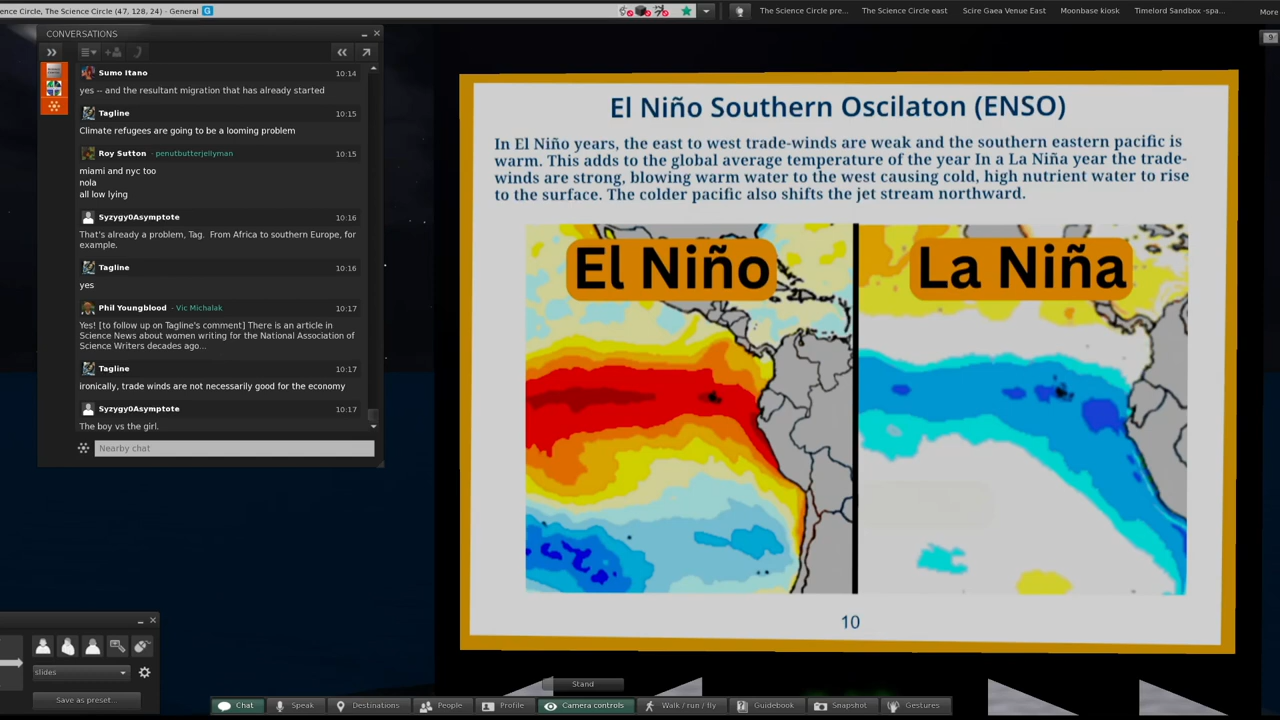 ence Circle, The Science Circle (47, 128, 24) - General G
The Science Circle pre...
The Science Circle east
Scire Gaea Venue East
Moonbase kiosk
Timelord Sandbox -spa...
More
9
CONVERSATIONS
Sumo Itano 10:14
yes -- and the resultant migration that has already started
Tagline 10:15
Climate refugees are going to be a looming problem
Roy Sutton - penutbutterjellyman 10:15
miami and nyc too
nola
all low lying
Syzygy0Asymptote 10:16
That's already a problem, Tag. From Africa to southern Europe, for
example.
Tagline 10:16
yes
Phil Youngblood - Vic Michalak 10:17
Yes! [to follow up on Tagline's comment] There is an article in
Science News about women writing for the National Association of
Science Writers decades ago...
Tagline 10:17
ironically, trade winds are not necessarily good for the economy
Syzygy0Asymptote 10:17
The boy vs the girl.
Nearby chat
El Niño Southern Oscilaton (ENSO)
In El Niño years, the east to west trade-winds are weak and the southern eastern pacific is
warm. This adds to the global average temperature of the year In a La Niña year the trade-
winds are strong, blowing warm water to the west causing cold, high nutrient water to rise
to the surface. The colder pacific also shifts the jet stream northward.
El Niño
La Niña
10
slides
Save as preset...
Stand
Chat
Speak
Destinations
People
Profile
Camera controls
Walk / run / fly
Guidebook
Snapshot
Gestures